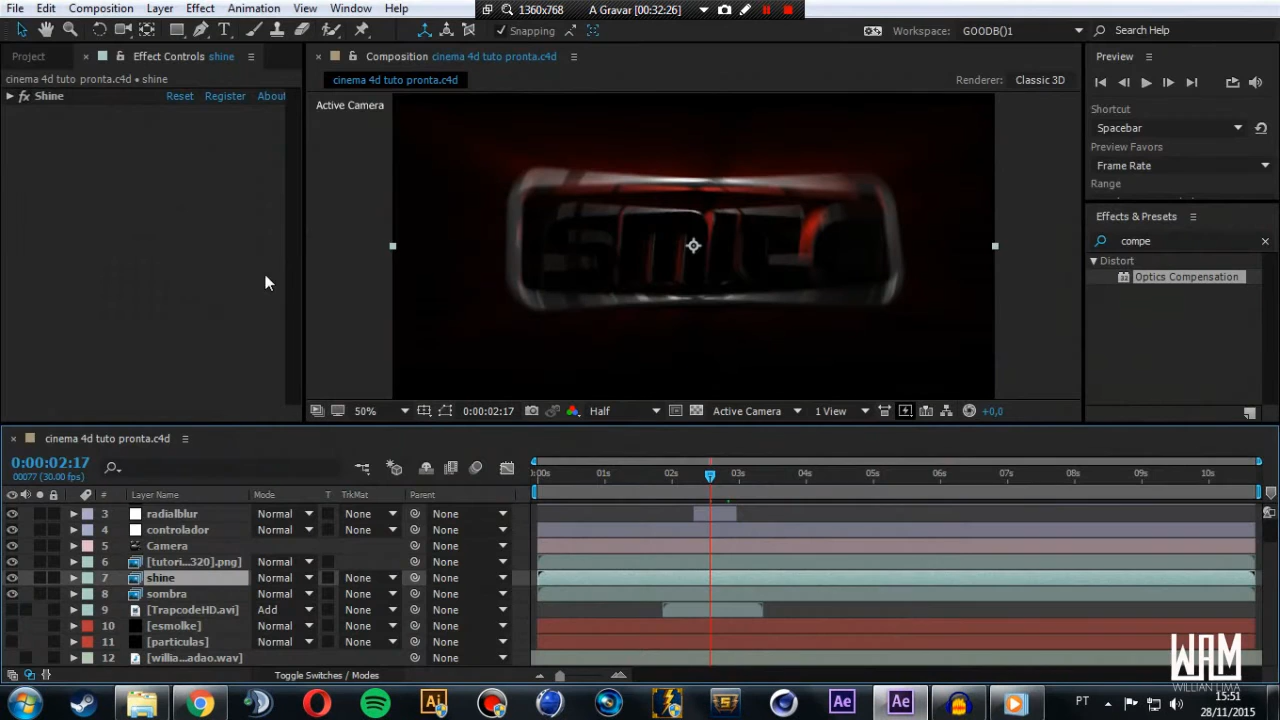 File Edit Composition Layer Effect Animation View Window Help
1360x768 A Gravar [00:32:26]
Snapping Workspace: GOODB()1 Search Help
Project Effect Controls shine
cinema 4d tuto pronta.c4d • shine
fx Shine Reset Register About
Composition cinema 4d tuto pronta.c4d
cinema 4d tuto pronta.c4d Renderer: Classic 3D
Active Camera
50% 0:00:02:17 Half Active Camera 1 View +0,0
Preview
Shortcut
Spacebar
Preview Favors
Frame Rate
Range
Effects & Presets
compe
Distort
Optics Compensation
cinema 4d tuto pronta.c4d
0:00:02:17
00077 (30.00 fps)
:00s 01s 02s 03s 04s 05s 06s 07s 08s 09s 10s
# Layer Name Mode T TrkMat Parent
3 radialblur Normal None None
4 controlador Normal None None
5 Camera None
6 [tutori...320].png] Normal None
7 shine Normal None None
8 sombra Normal None None
9 [TrapcodeHD.avi] Add None None
10 [esmolke] Normal None None
11 [particulas] Normal None None
12 [willia...adao.wav] None
Toggle Switches / Modes
WAM
WILLIAN LIMA
Ai Ae Ae PT 15:51
28/11/2015